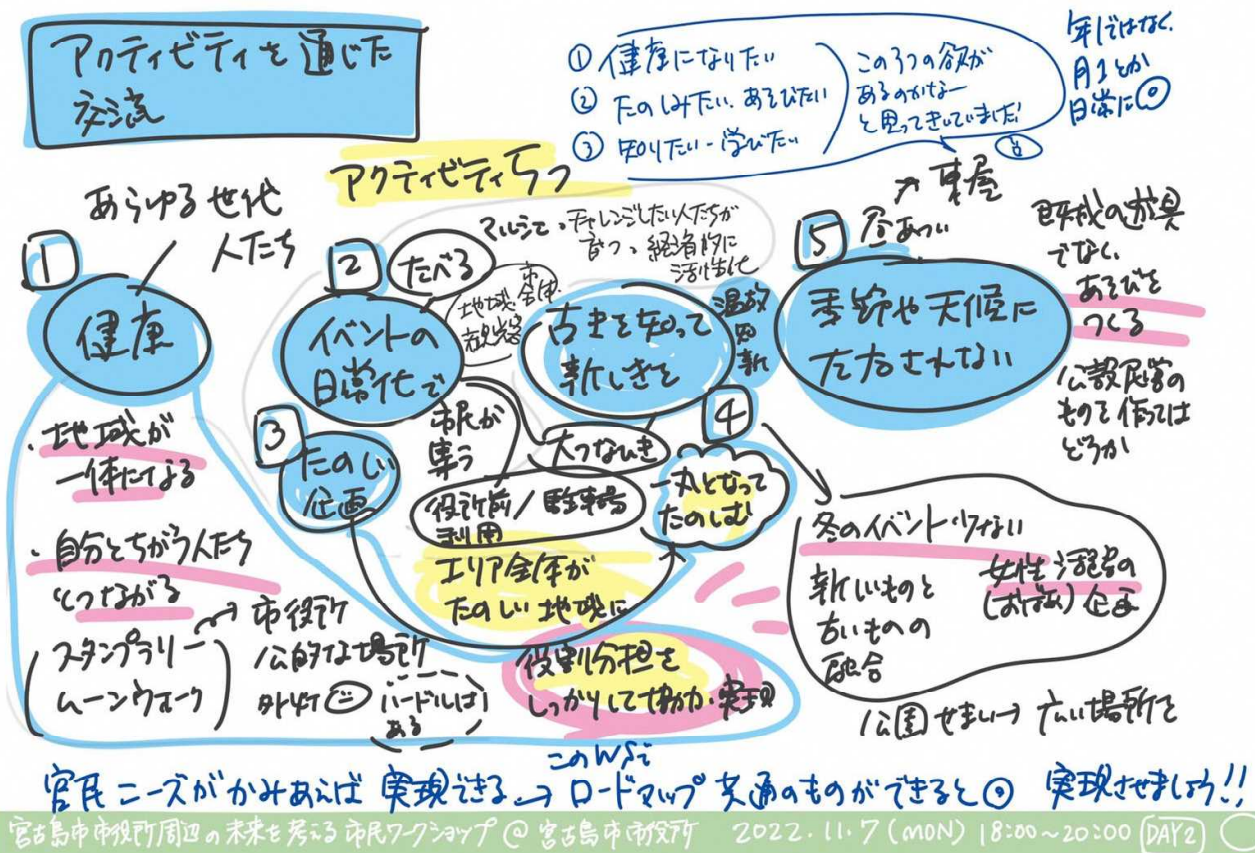 アクティビティを通じた
交流
① 健康になりたい
② たのしみたい、あそびたい
③ 知りたい・学びたい
この3つの欲が
あるのかなー
と思ってきいていました!
年1ではなく、
月1とか
日常に
アクティビティ5つ
あらゆる世代
人たち
1
健康
・地域が
一体になる
・自分とちがう人たち
とつながる
スタンプラリー
ムーンウォーク
→市役所
公的な場所
外付け
ハードルは
ある
2
たべる
マルシェ→チャレンジしたい人たちが
育つ→経済的に
活性化
イベントの
日常化で
地域
市全体
観光客
3
たのしい
企画
市民が
集う
大つなひき
役所前/駐車場
利用
エリア全体が
たのしい地域に
役割分担を
しっかりして協力・実現
古きを知って
新しきを
温故
知新
4
一丸となって
たのしむ
冬のイベント少ない
新しいものと
古いものの
融合
女性活躍の
企画
公園せまい→広い場所を
5
昼あつい
→東屋
季節や天候に
左右されない
既成の遊具
でなく、
あそびを
つくる
公設民営の
ものを作っては
どうか
このWSで
官民ニーズがかみあえば 実現できる→ロードマップ 共通のものができると◎ 実現させましょう!!
宮古島市市役所周辺の未来を考える市民ワークショップ@宮古島市市役所 2022.11.7(MON) 18:00~20:00 DAY2